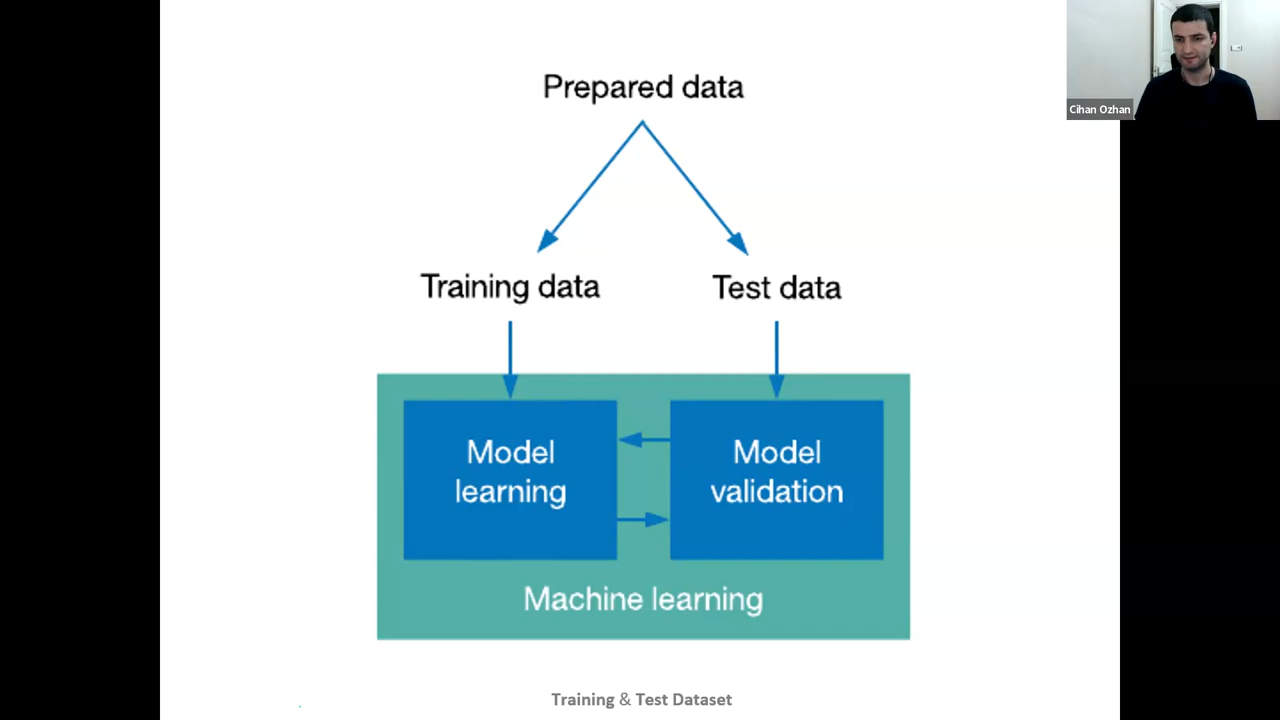 Prepared data
Cihan Ozhan
Training data
Test data
Model
learning
Model
validation
Machine learning
Training & Test Dataset